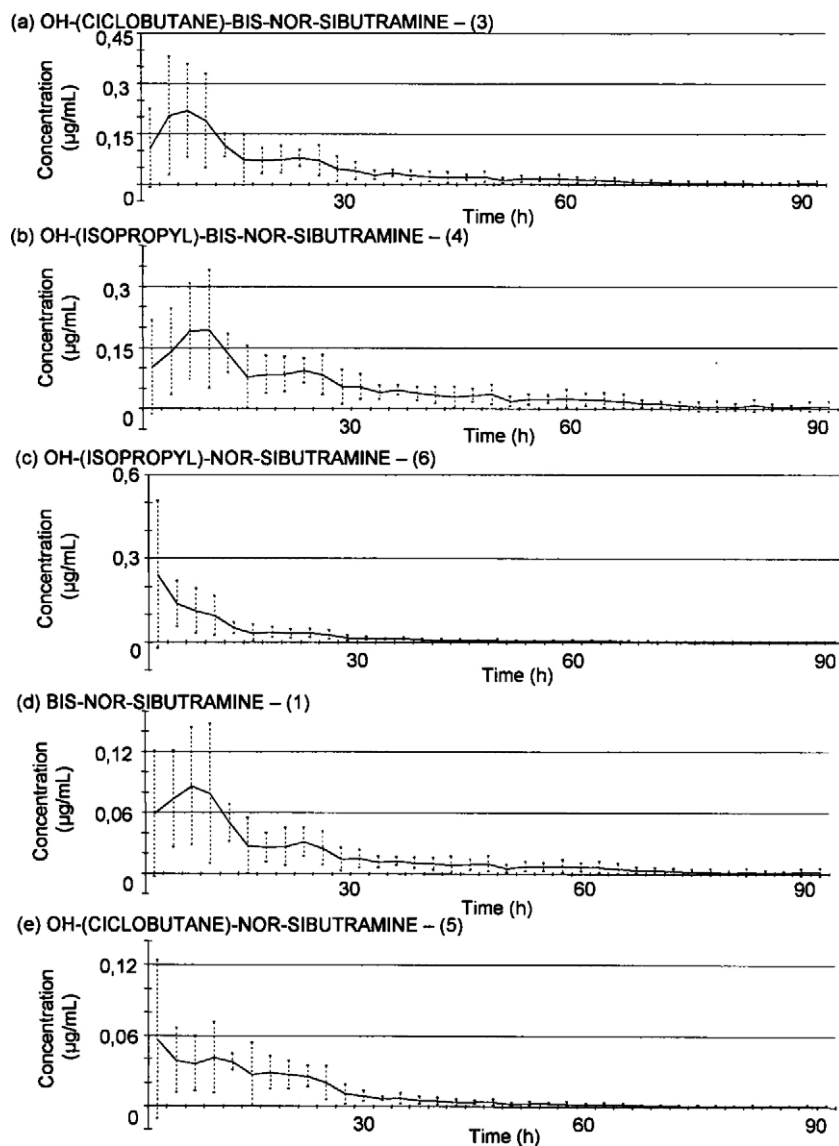 (a) OH-(CICLOBUTANE)-BIS-NOR-SIBUTRAMINE – (3)
Concentration
(µg/mL)
0,45
0,3
0,15
0
30
60
90
Time (h)
(b) OH-(ISOPROPYL)-BIS-NOR-SIBUTRAMINE – (4)
Concentration
(µg/mL)
0,3
0,15
0
30
60
90
Time (h)
(c) OH-(ISOPROPYL)-NOR-SIBUTRAMINE – (6)
Concentration
(µg/mL)
0,6
0,3
0
30
60
90
Time (h)
(d) BIS-NOR-SIBUTRAMINE – (1)
Concentration
(µg/mL)
0,12
0,06
0
30
60
90
Time (h)
(e) OH-(CICLOBUTANE)-NOR-SIBUTRAMINE – (5)
Concentration
(µg/mL)
0,12
0,06
0
30
60
90
Time (h)